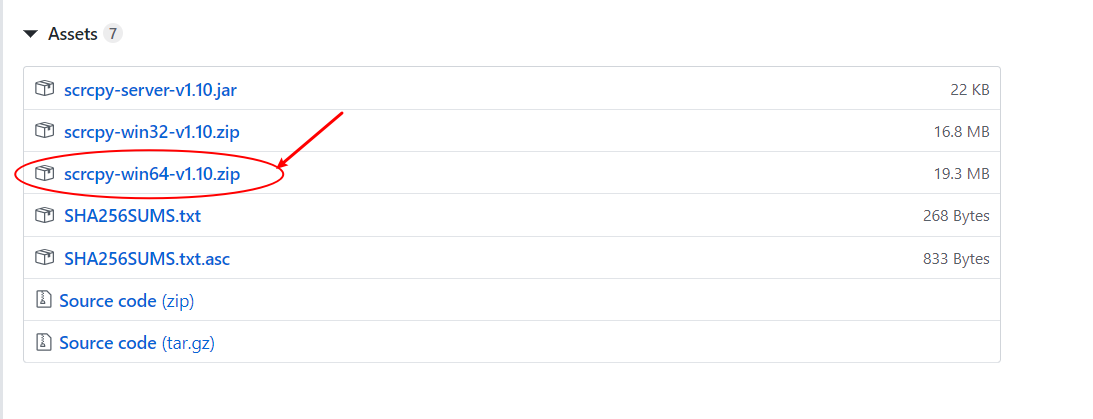 Assets 7
scrcpy-server-v1.10.jar 22 KB
scrcpy-win32-v1.10.zip 16.8 MB
scrcpy-win64-v1.10.zip 19.3 MB
SHA256SUMS.txt 268 Bytes
SHA256SUMS.txt.asc 833 Bytes
Source code (zip)
Source code (tar.gz)